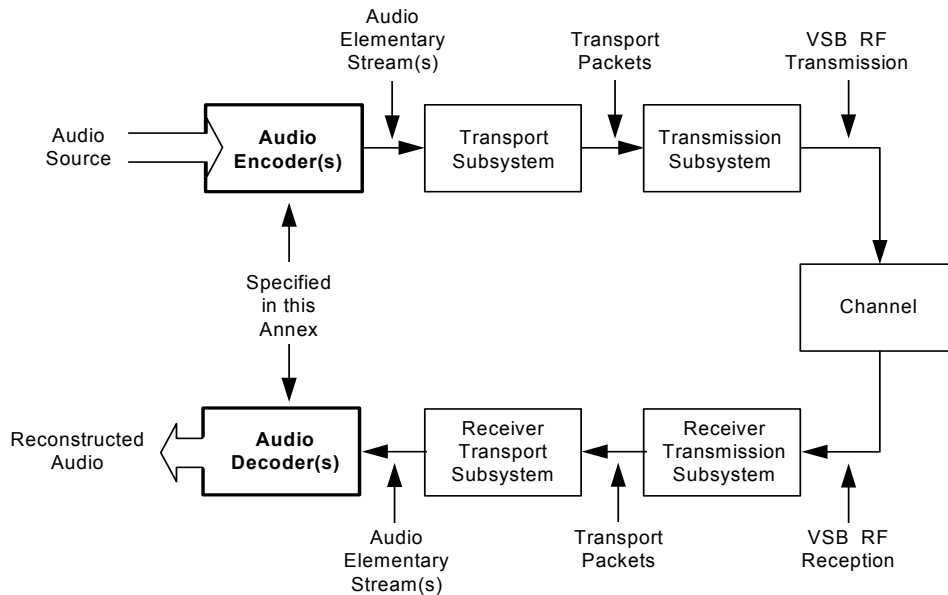 Audio
Elementary
Stream(s)
Transport
Packets
VSB RF
Transmission
Audio
Source
Audio
Encoder(s)
Transport
Subsystem
Transmission
Subsystem
Specified
in this
Annex
Channel
Reconstructed
Audio
Audio
Decoder(s)
Receiver
Transport
Subsystem
Receiver
Transmission
Subsystem
Audio
Elementary
Stream(s)
Transport
Packets
VSB RF
Reception